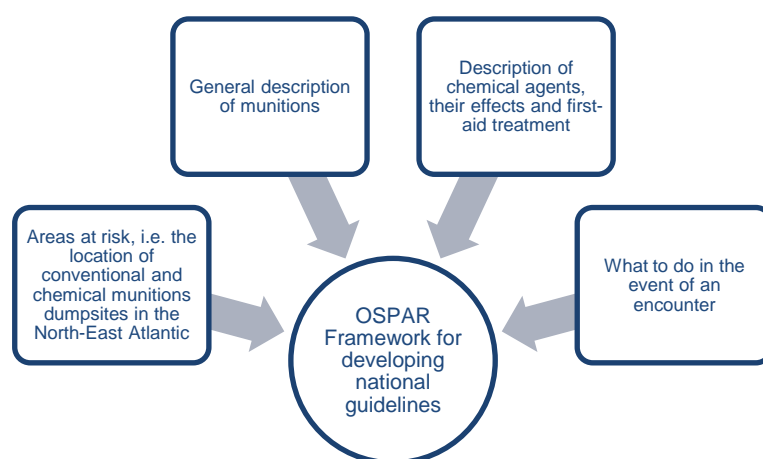 General description
of munitions
Description of
chemical agents,
their effects and first-
aid treatment
Areas at risk, i.e. the
location of
conventional and
chemical munitions
dumpsites in the
North-East Atlantic
What to do in the
event of an
encounter
OSPAR
Framework for
developing
national
guidelines